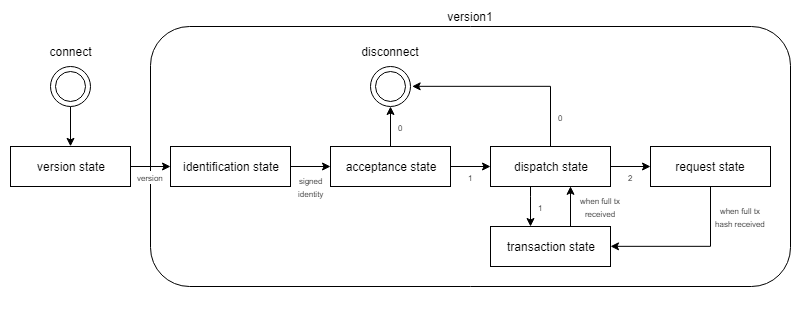 version1
connect
disconnect
0
0
version state
identification state
acceptance state
dispatch state
request state
version
signed
identity
1
2
1
when full tx
received
when full tx
hash received
transaction state